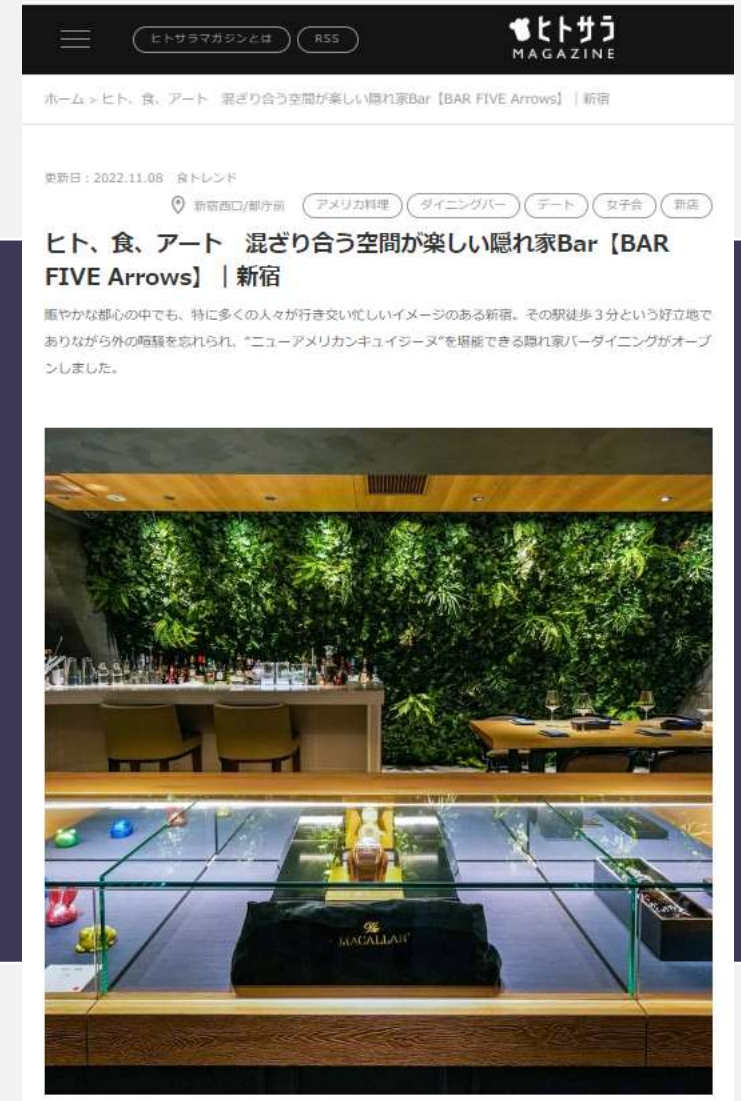 ヒトサラマガジンとは
RSS
ヒトサラ
MAGAZINE
ホーム > ヒト、食、アート　混ざり合う空間が楽しい隠れ家Bar【BAR FIVE Arrows】｜新宿
更新日：2022.11.08　食トレンド
新宿西口/都庁前　アメリカ料理　ダイニングバー　デート　女子会　新店
ヒト、食、アート　混ざり合う空間が楽しい隠れ家Bar【BAR
FIVE Arrows】｜新宿
賑やかな都心の中でも、特に多くの人々が行き交い忙しいイメージのある新宿。その駅徒歩３分という好立地で
ありながら外の喧騒を忘れられ、“ニューアメリカンキュイジーヌ”を堪能できる隠れ家バーダイニングがオープ
ンしました。
The
MACALLAN